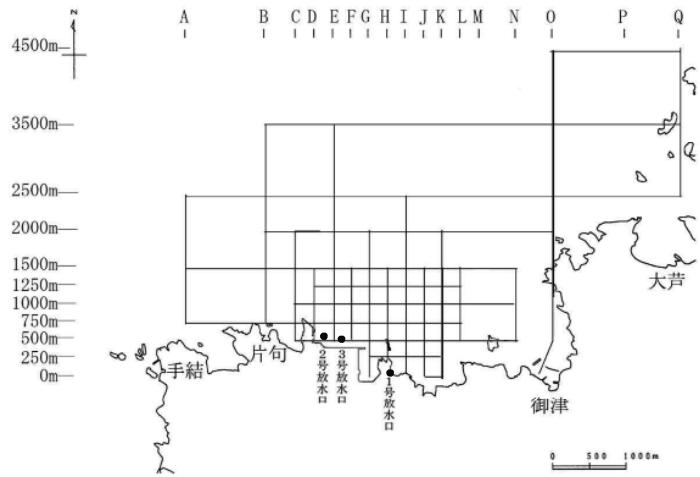 N
A B C D E F G H I J K L M N O P Q
4500m
3500m
2500m
2000m
1500m
1250m
1000m
750m
500m
250m
0m
大芦
片句
手結
2号放水口
3号放水口
1号放水口
御津
0 500 1000m